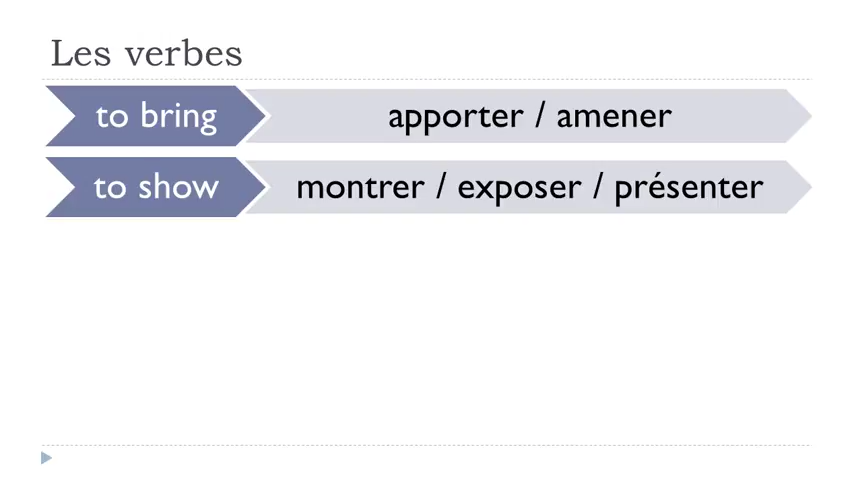 Les verbes
to bring apporter / amener
to show montrer / exposer / présenter